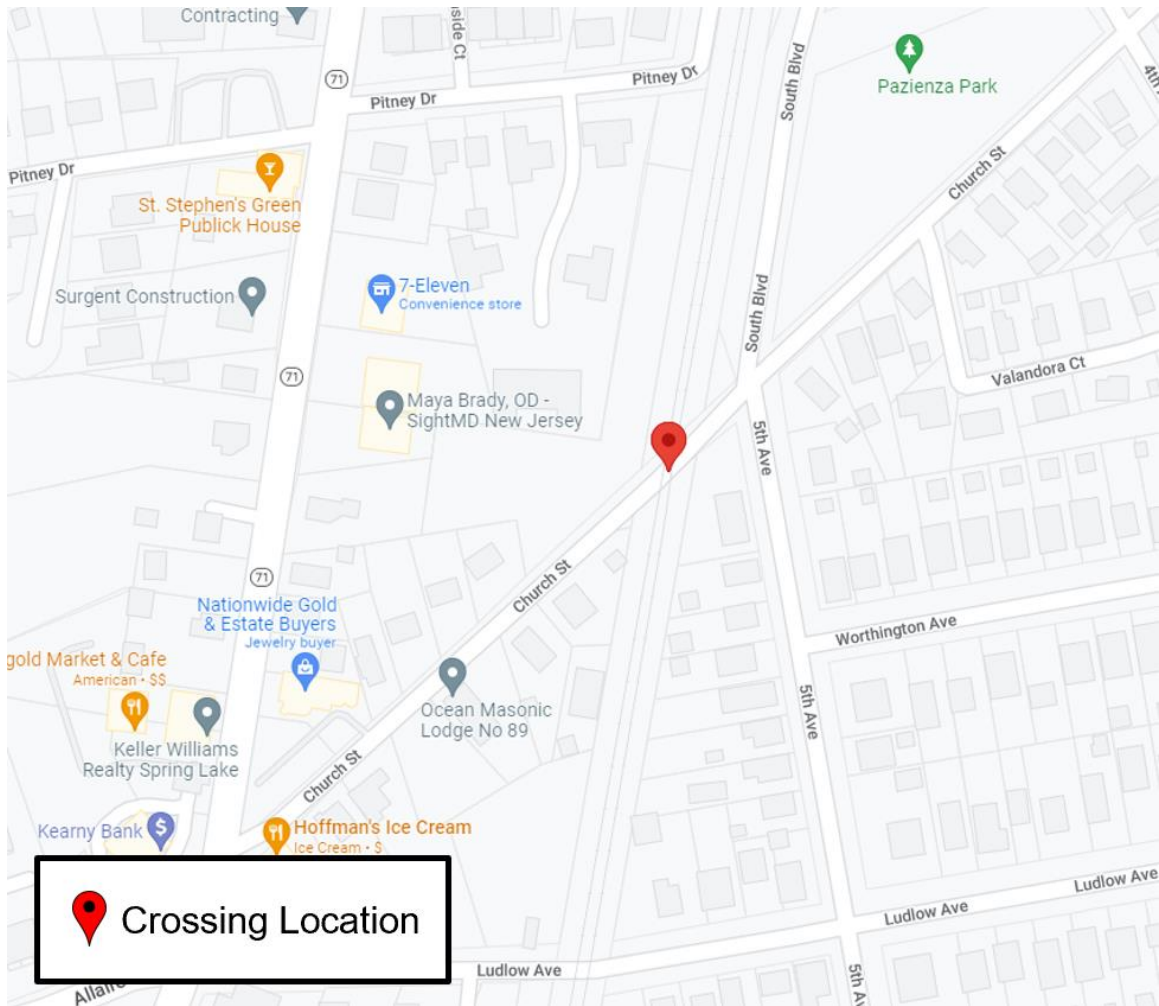 Contracting
nside Ct
71
Pitney Dr
Pitney Dr
South Blvd
Pazienza Park
4th
Church St
Pitney Dr
St. Stephen's Green
Publick House
Surgent Construction
7-Eleven
Convenience store
South Blvd
71
Maya Brady, OD -
SightMD New Jersey
Valandora Ct
5th Ave
71
Church St
Nationwide Gold
& Estate Buyers
Jewelry buyer
Worthington Ave
gold Market & Cafe
American • $$
Ocean Masonic
Lodge No 89
5th Ave
Keller Williams
Realty Spring Lake
Church St
Kearny Bank
Hoffman's Ice Cream
Ice Cream • $
Crossing Location
Ludlow Ave
Ludlow Ave
Ludlow Ave
5th Av
Allaire